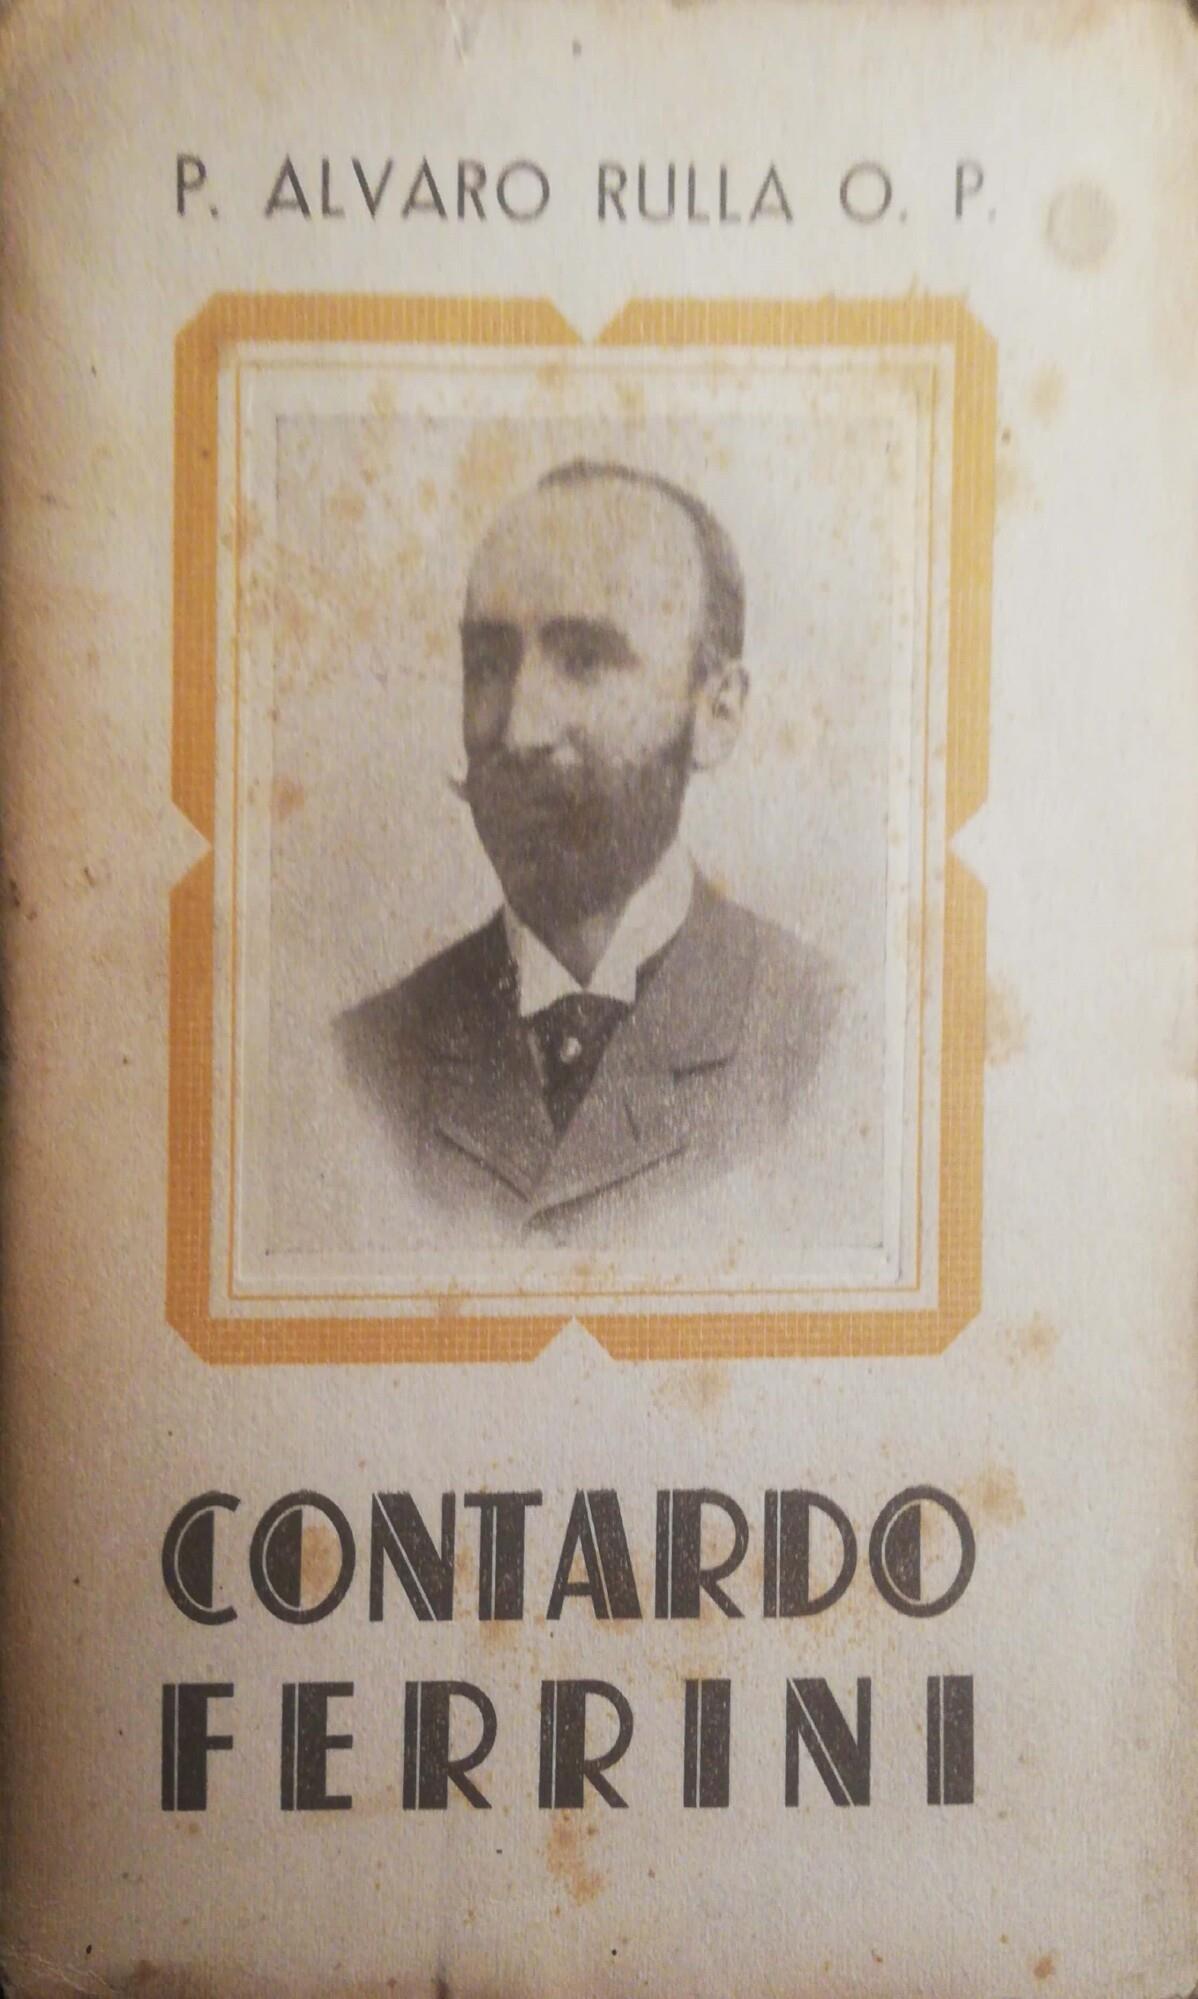 P. ALVARO RULLA O. P.
CONTARDO
FERRINI